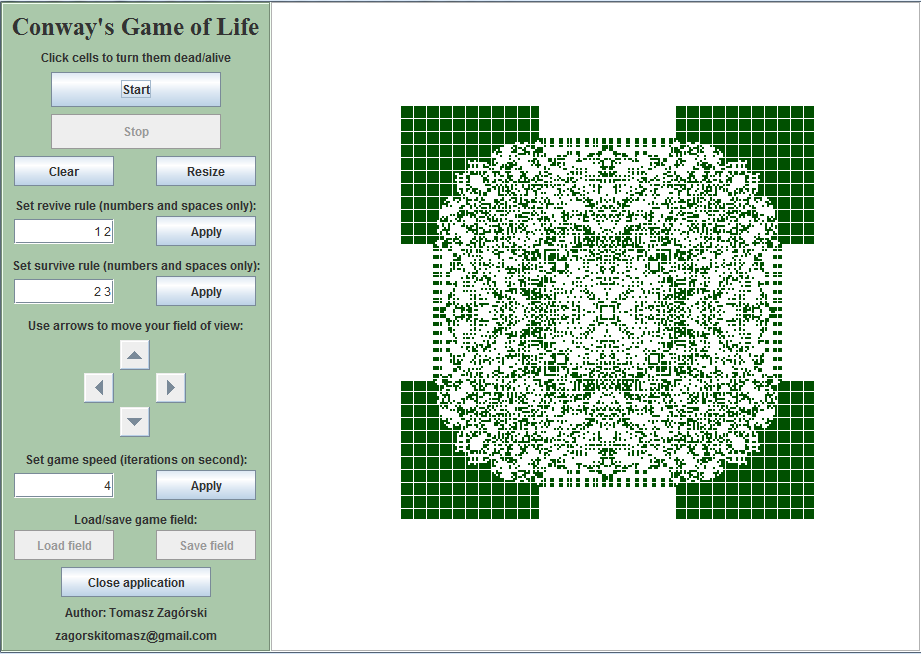 Conway's Game of Life
Click cells to turn them dead/alive
Start
Stop
Clear
Resize
Set revive rule (numbers and spaces only):
1 2
Apply
Set survive rule (numbers and spaces only):
2 3
Apply
Use arrows to move your field of view:
Set game speed (iterations on second):
4
Apply
Load/save game field:
Load field
Save field
Close application
Author: Tomasz Zagórski
zagorskitomasz@gmail.com